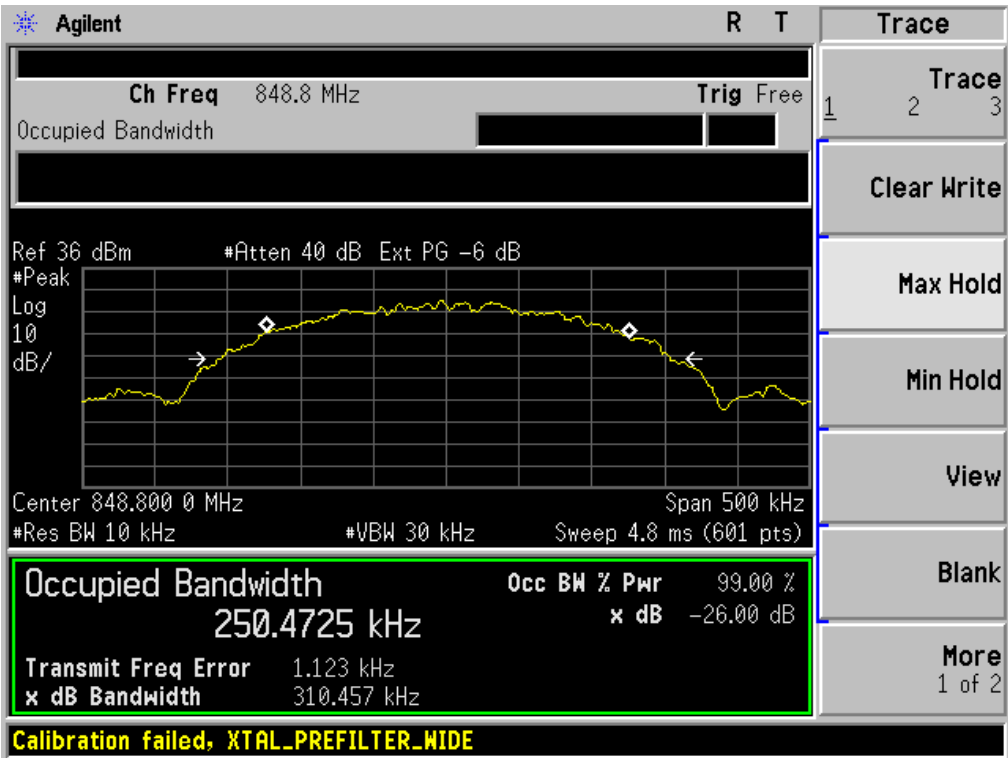 Agilent R T Trace
Ch Freq 848.8 MHz Trig Free
Occupied Bandwidth
Trace
1 2 3
Clear Write
Max Hold
Min Hold
View
Blank
More
1 of 2
Ref 36 dBm #Atten 40 dB Ext PG -6 dB
#Peak
Log
10
dB/
Center 848.800 0 MHz Span 500 kHz
#Res BW 10 kHz #VBW 30 kHz Sweep 4.8 ms (601 pts)
Occupied Bandwidth Occ BW % Pwr 99.00 %
250.4725 kHz x dB -26.00 dB
Transmit Freq Error 1.123 kHz
x dB Bandwidth 310.457 kHz
Calibration failed, XTAL_PREFILTER_WIDE